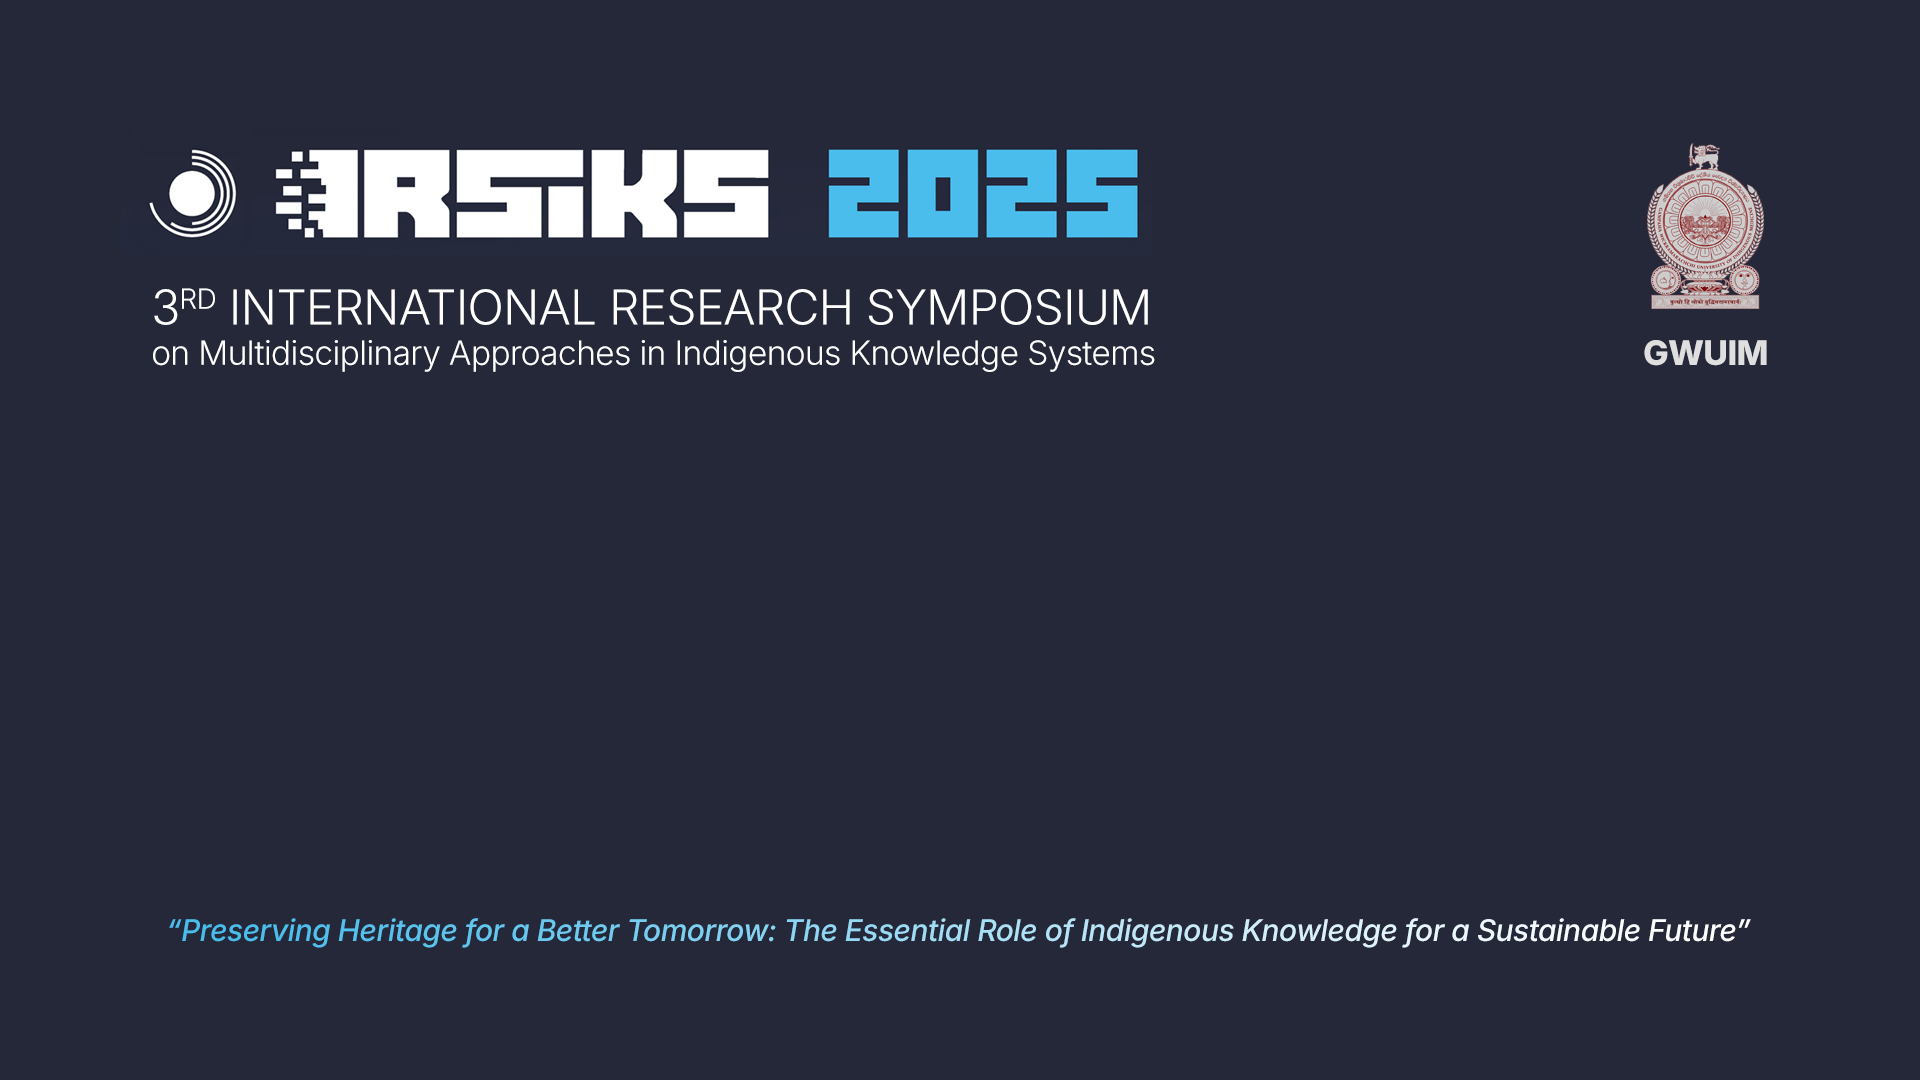 IRSIKS 2025
3RD INTERNATIONAL RESEARCH SYMPOSIUM
on Multidisciplinary Approaches in Indigenous Knowledge Systems
GWUIM
“Preserving Heritage for a Better Tomorrow: The Essential Role of Indigenous Knowledge for a Sustainable Future”